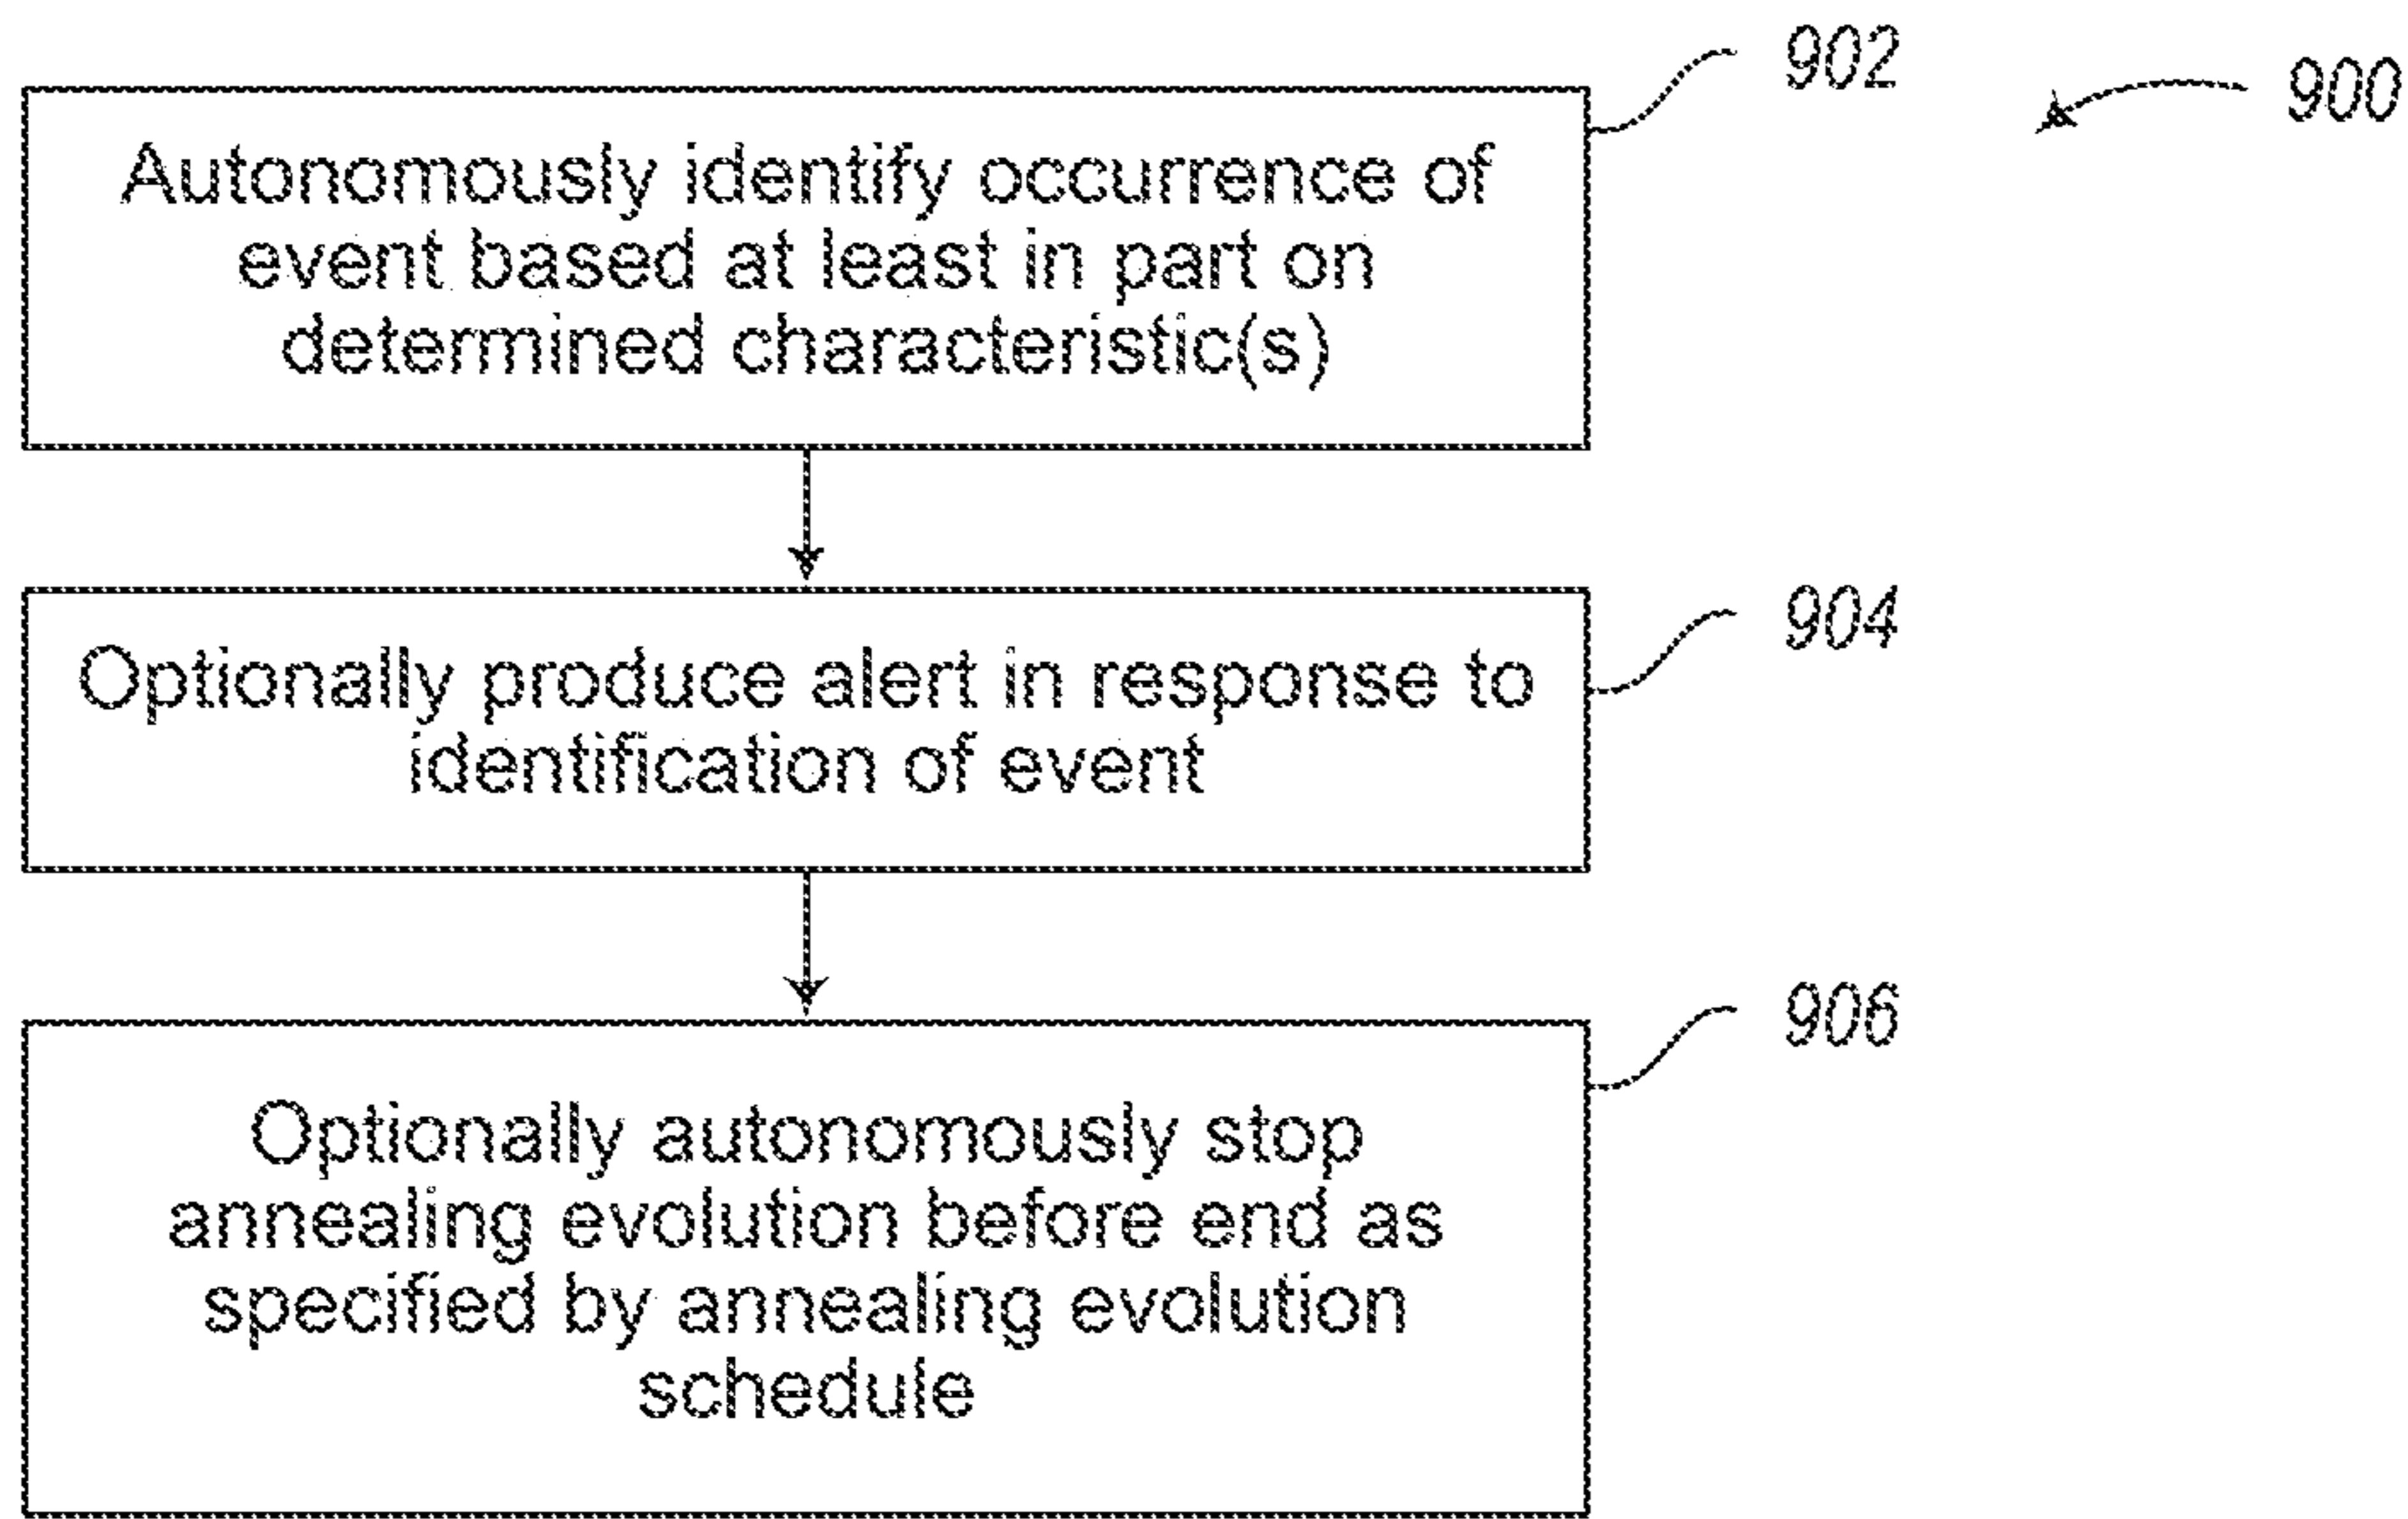 902
900
Autonomously identify occurrence of
event based at least in part on
determined characteristic(s)
904
Optionally produce alert in response to
identification of event
906
Optionally autonomously stop
annealing evolution before end as
specified by annealing evolution
schedule